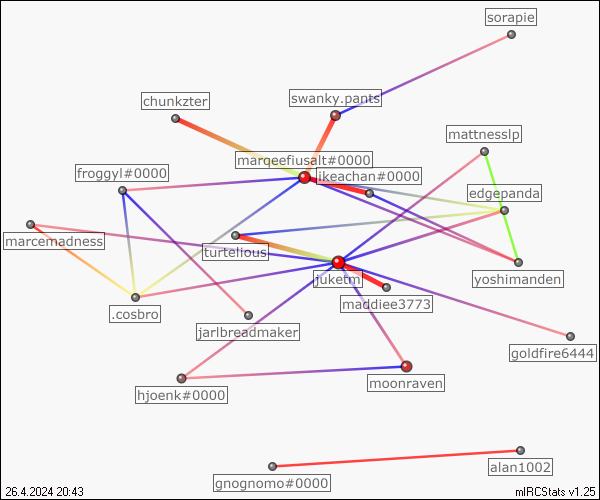 sorapie
chunkzter
swanky.pants
mattnesslp
marqeefiusalt#0000
froggyl#0000
ikeachan#0000
edgepanda
marcemadness
turtelious
juketm
yoshimanden
maddiee3773
.cosbro
jarlbreadmaker
goldfire6444
moonraven
hjoenk#0000
alan1002
gnognomo#0000
26.4.2024 20:43
mIRCStats v1.25